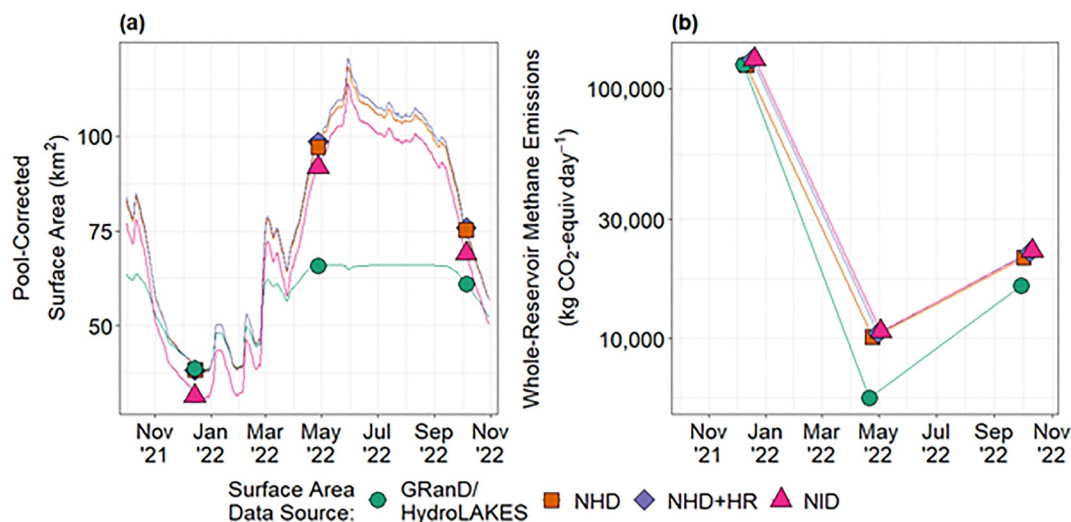 (a)
Pool-Corrected
Surface Area (km²)
100
75
50
Nov
'21
Jan
'22
Mar
'22
May
'22
Jul
'22
Sep
'22
Nov
'22
(b)
Whole-Reservoir Methane Emissions
(kg CO₂-equiv day⁻¹)
100,000
30,000
10,000
Nov
'21
Jan
'22
Mar
'22
May
'22
Jul
'22
Sep
'22
Nov
'22
Surface Area
Data Source:
GRanD/
HydroLAKES
NHD
NHD+HR
NID